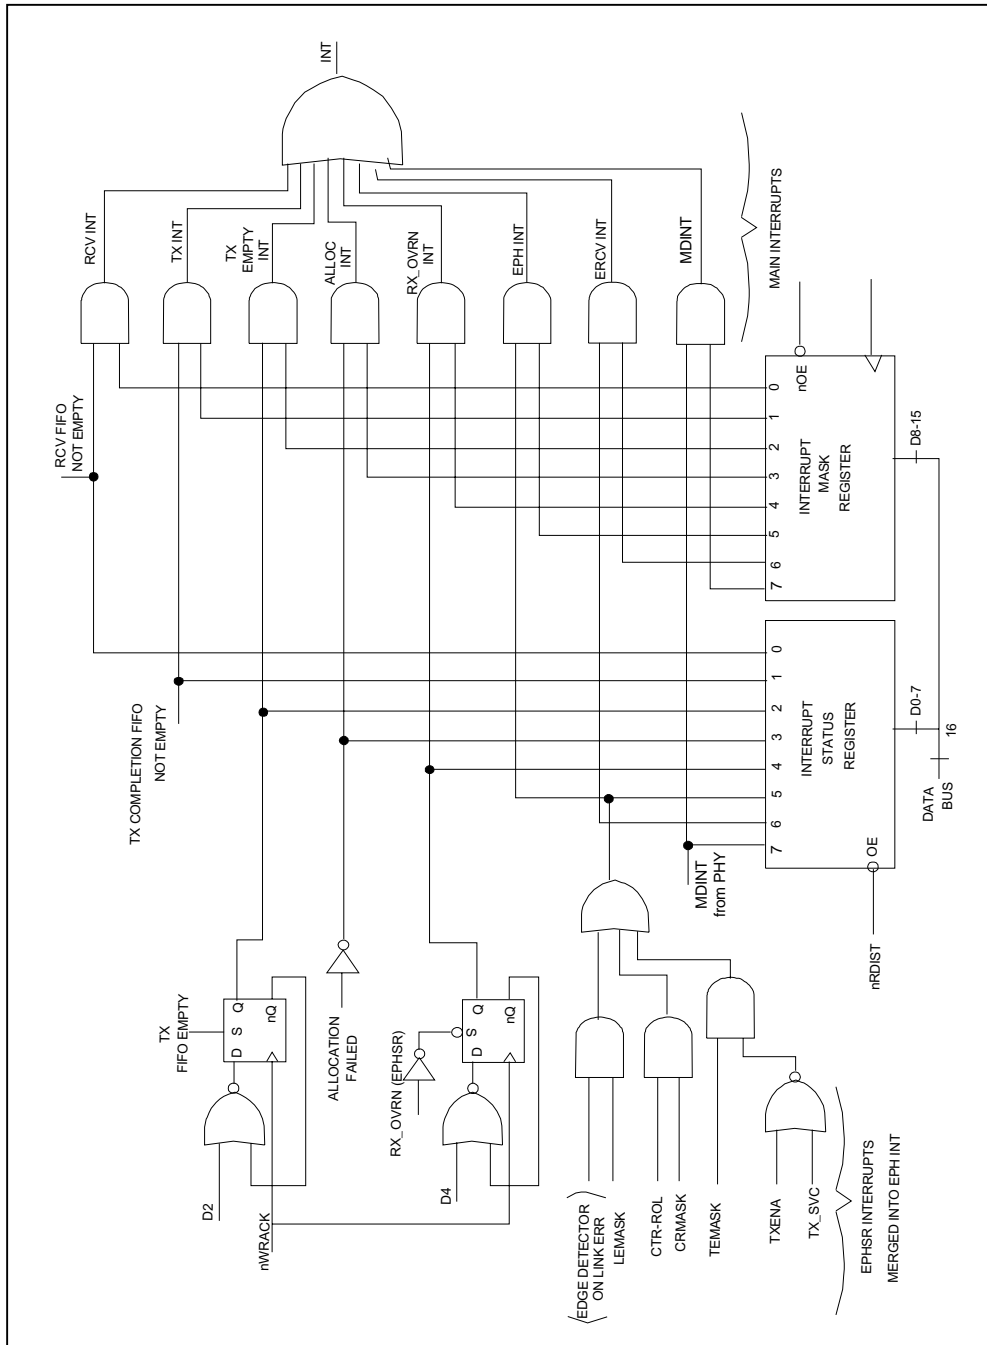 INT
RCV INT
TX INT
TX
EMPTY
INT
ALLOC
INT
RX_OVRN
INT
EPH INT
ERCV INT
MDINT
MAIN INTERRUPTS
RCV FIFO
NOT EMPTY
0
1
2
3
4
5
6
7
nOE
INTERRUPT
MASK
REGISTER
D8-15
TX COMPLETION FIFO
NOT EMPTY
0
1
2
3
4
5
6
7
INTERRUPT
STATUS
REGISTER
OE
D0-7
16
DATA
BUS
nRDIST
MDINT
from PHY
TX
FIFO EMPTY
D
S
Q
nQ
D2
nWRACK
ALLOCATION
FAILED
RX_OVRN (EPHSR)
D
S
Q
nQ
D4
EDGE DETECTOR
ON LINK ERR
LEMASK
CTR-ROL
CRMASK
TEMASK
TXENA
TX_SVC
EPHSR INTERRUPTS
MERGED INTO EPH INT